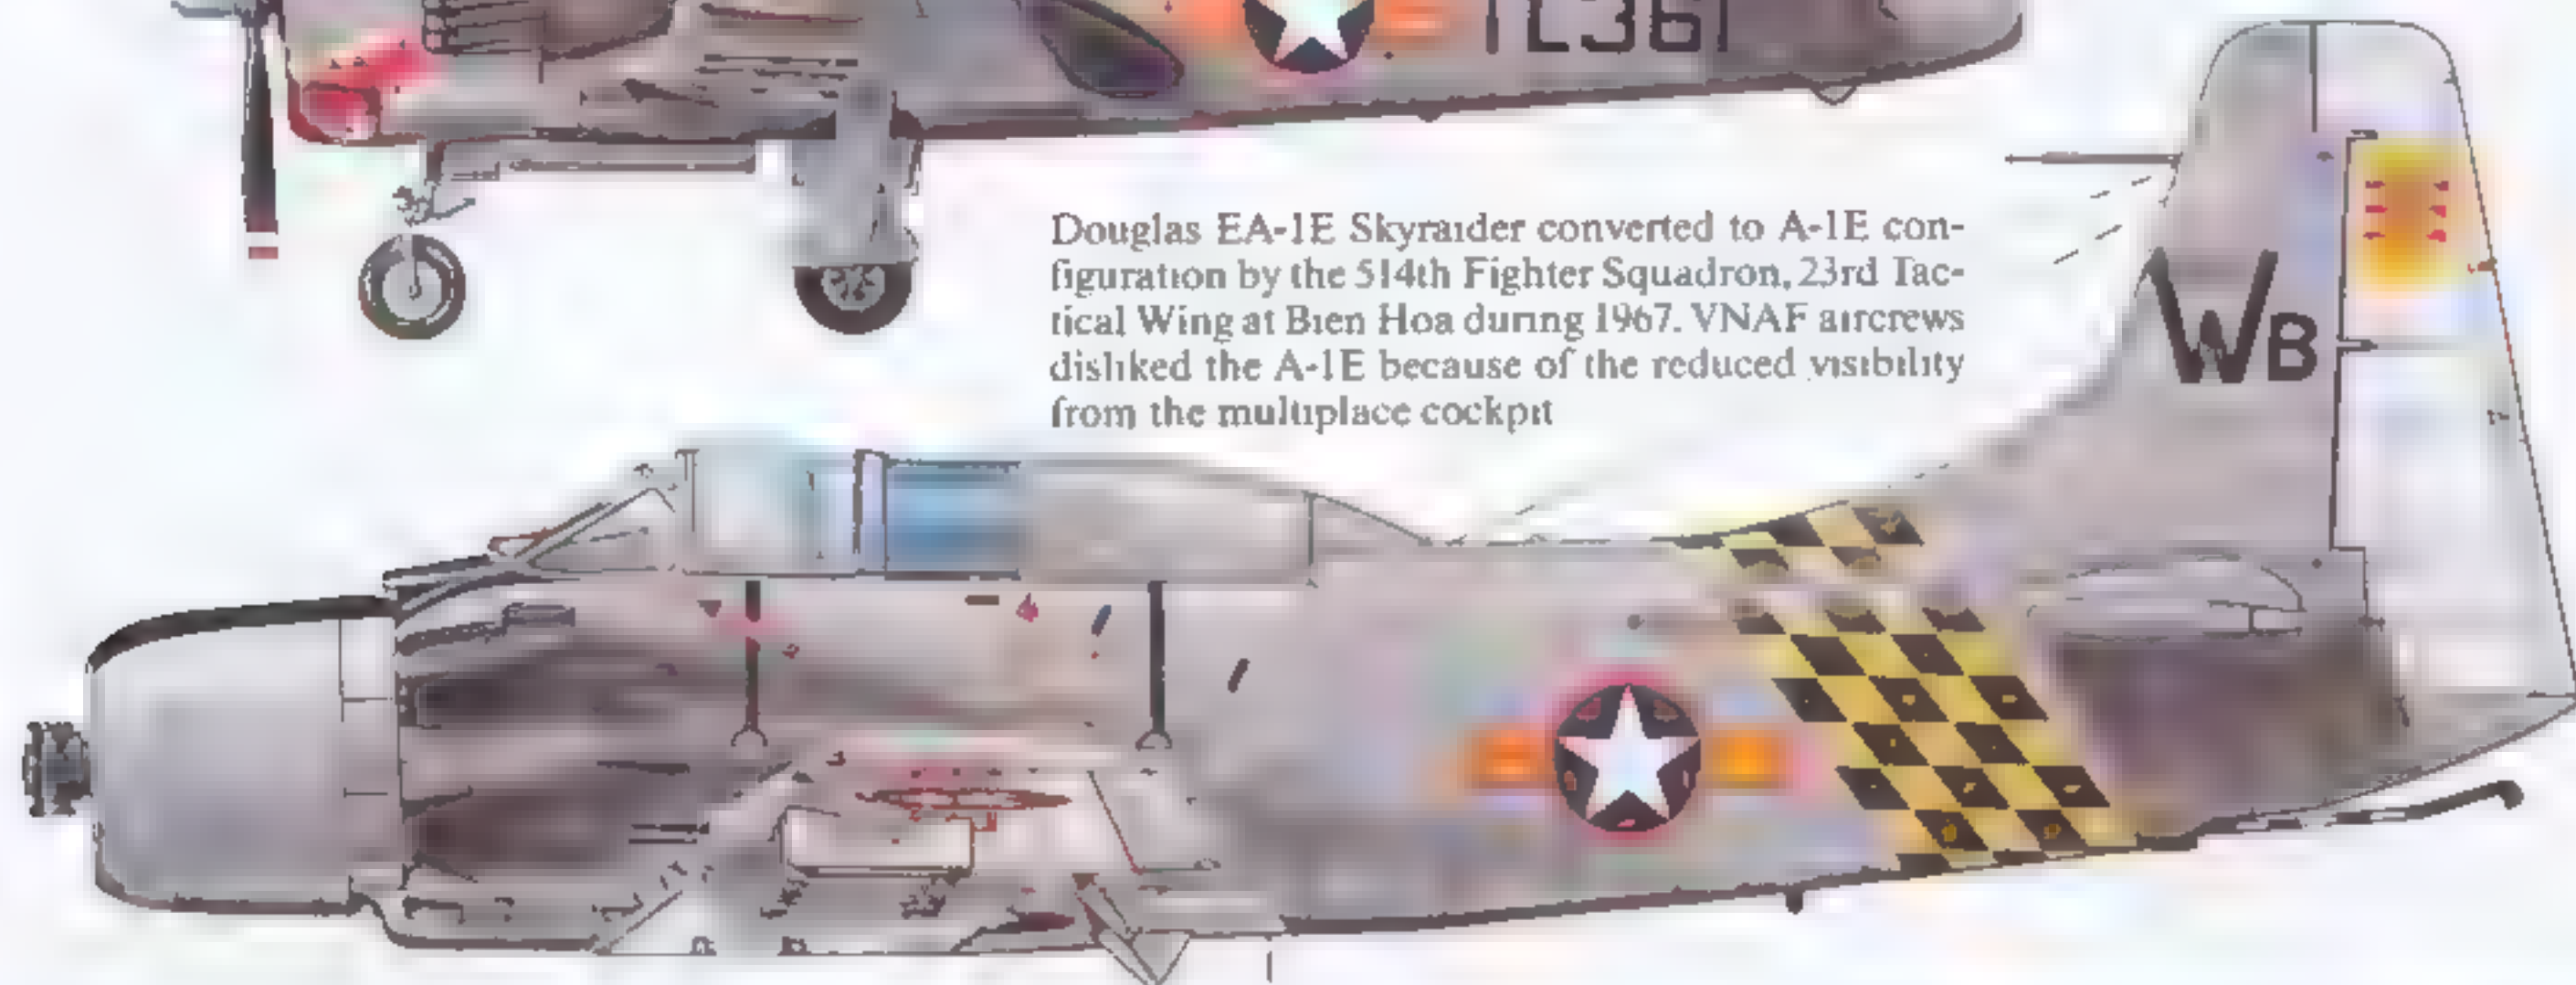 TL361
Douglas EA-1E Skyraider converted to A-1E con-
figuration by the 514th Fighter Squadron, 23rd Tac-
tical Wing at Bien Hoa during 1967. VNAF aircrews
disliked the A-1E because of the reduced visibility
from the multiplace cockpit
WB